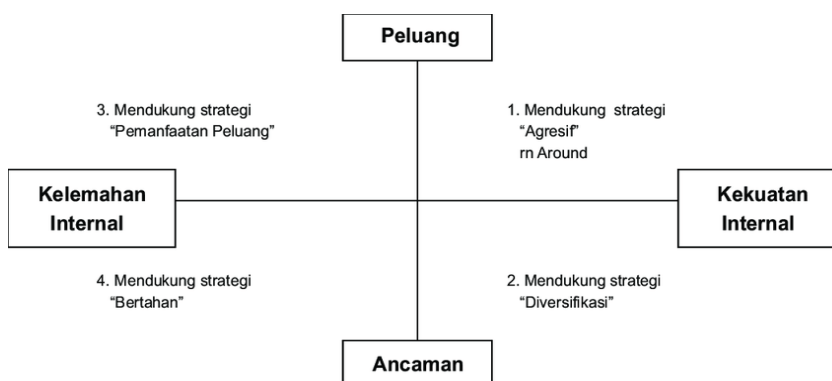 Peluang
3. Mendukung strategi
“Pemanfaatan Peluang”
1. Mendukung strategi
“Agresif”
rn Around
Kelemahan
Internal
Kekuatan
Internal
4. Mendukung strategi
“Bertahan”
2. Mendukung strategi
“Diversifikasi”
Ancaman